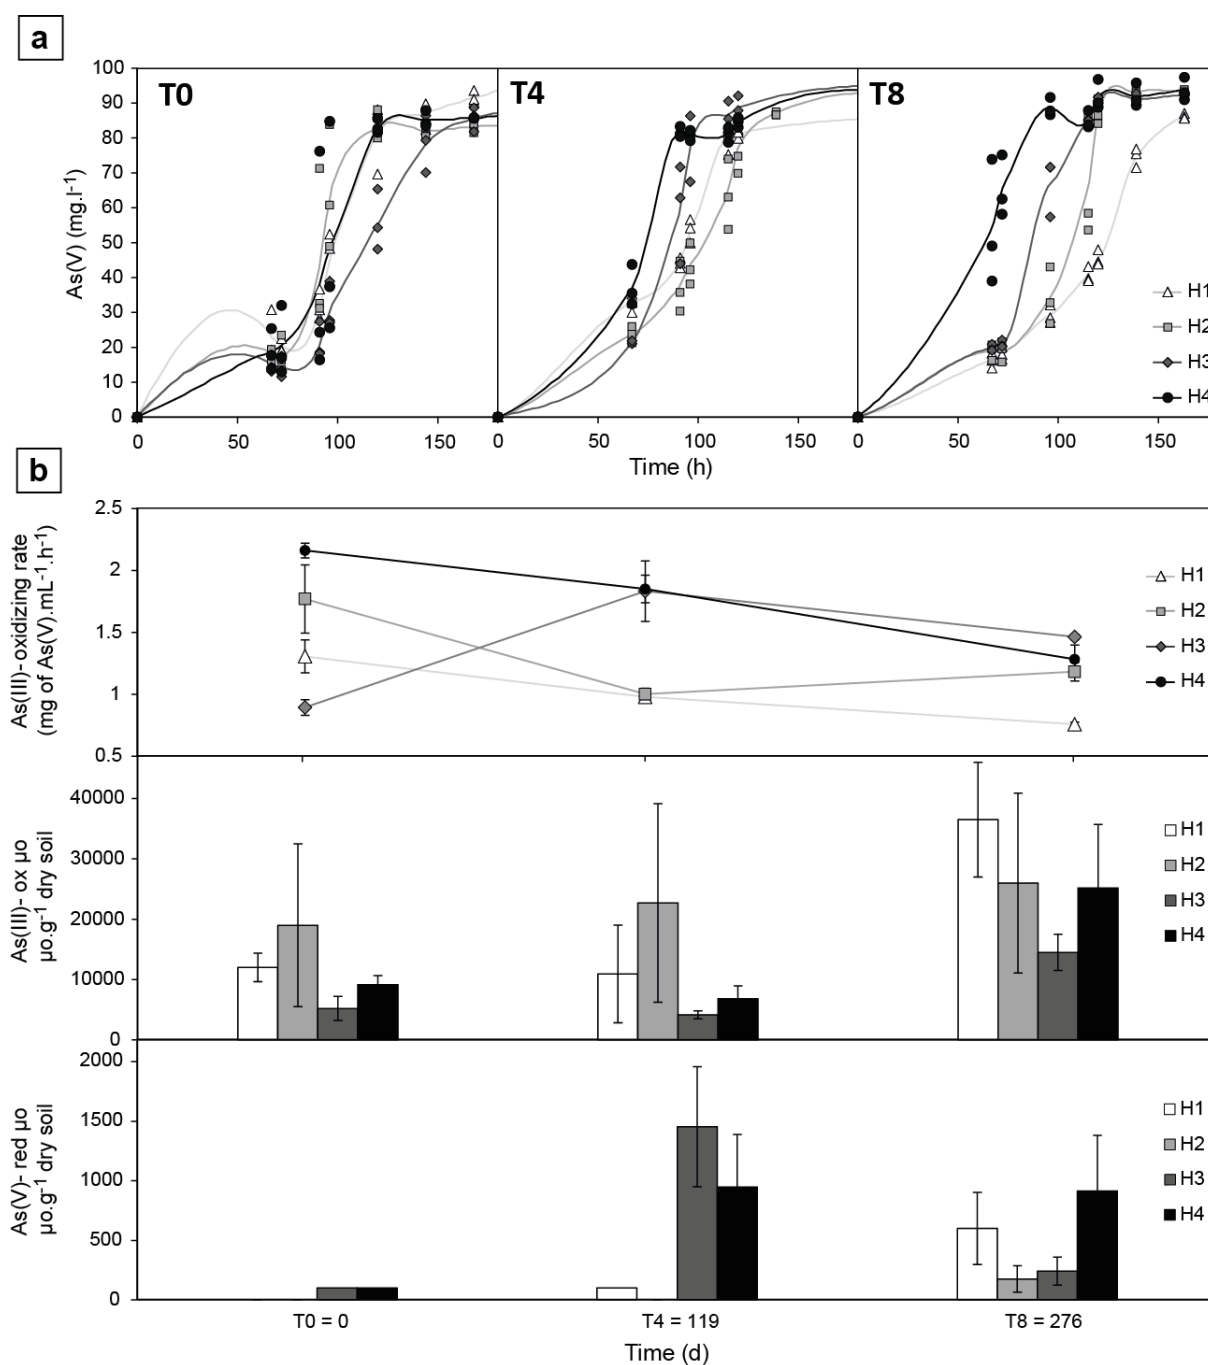 a
T0
T4
T8
As(V) (mg.l-1)
100
90
80
70
60
50
40
30
20
10
0
H1
H2
H3
H4
0 50 100 150 0 50 100 150 0 50 100 150
Time (h)
b
As(III)- oxidizing rate
(mg of As(V).mL-1.h-1)
2.5
2
1.5
1
0.5
H1
H2
H3
H4
As(III)- ox µo
µo.g-1 dry soil
40000
30000
20000
10000
0
H1
H2
H3
H4
As(V)- red µo
µo.g-1 dry soil
2000
1500
1000
500
0
H1
H2
H3
H4
T0 = 0 T4 = 119 T8 = 276
Time (d)